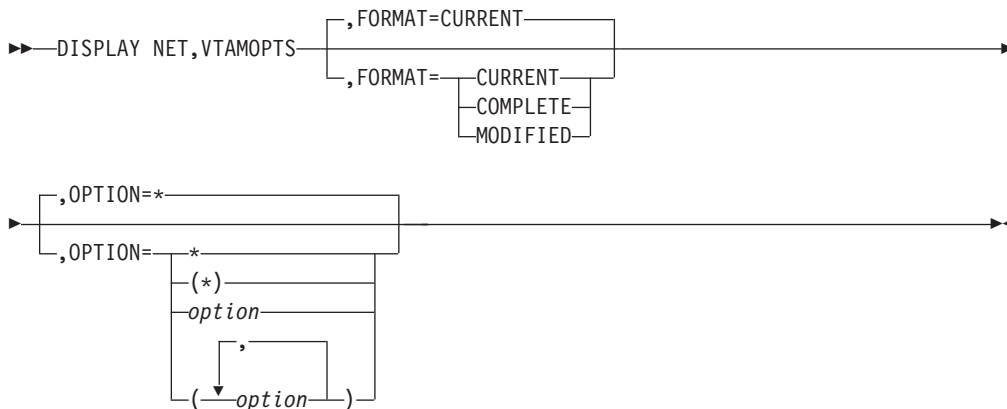 ,FORMAT=CURRENT
DISPLAY NET,VTAMOPTS
,FORMAT= CURRENT
COMPLETE
MODIFIED
,OPTION=*
,OPTION= *
(*)
option
,
( option )